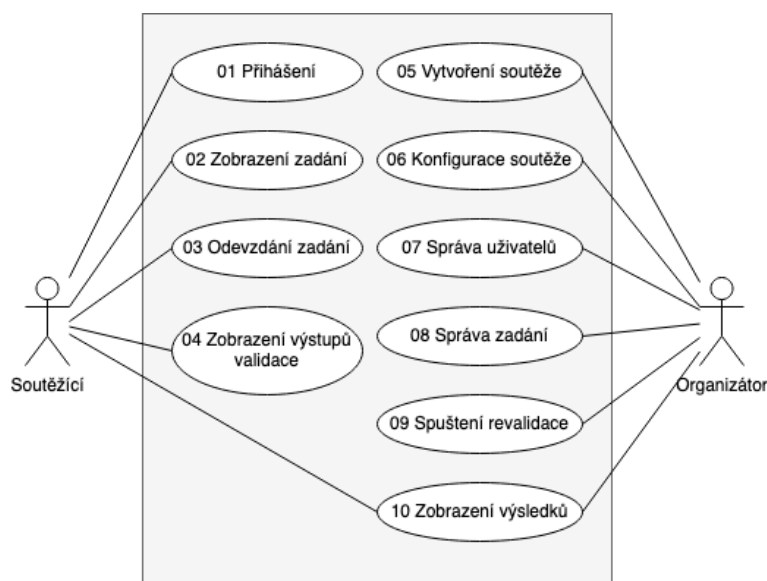 01 Přihášení
05 Vytvoření soutěže
02 Zobrazení zadání
06 Konfigurace soutěže
03 Odevzdání zadání
07 Správa uživatelů
04 Zobrazení výstupů
validace
08 Správa zadání
Soutěžící
Organizátor
09 Spuštení revalidace
10 Zobrazení výsledků